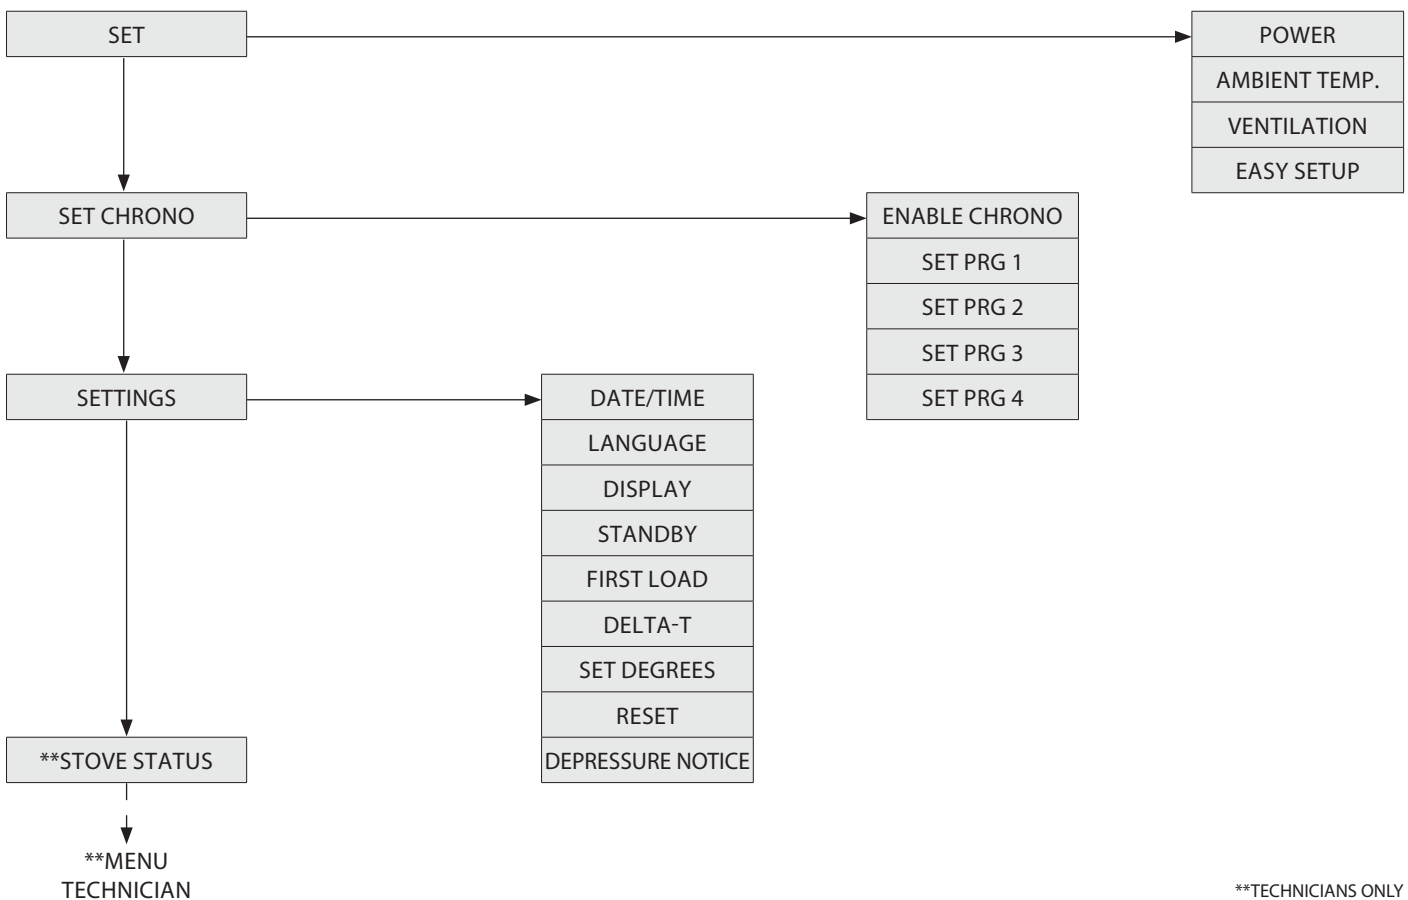 SET
POWER
AMBIENT TEMP.
VENTILATION
EASY SETUP
SET CHRONO
ENABLE CHRONO
SET PRG 1
SET PRG 2
SET PRG 3
SET PRG 4
SETTINGS
DATE/TIME
LANGUAGE
DISPLAY
STANDBY
FIRST LOAD
DELTA-T
SET DEGREES
RESET
DEPRESSURE NOTICE
**STOVE STATUS
**MENU
TECHNICIAN
**TECHNICIANS ONLY